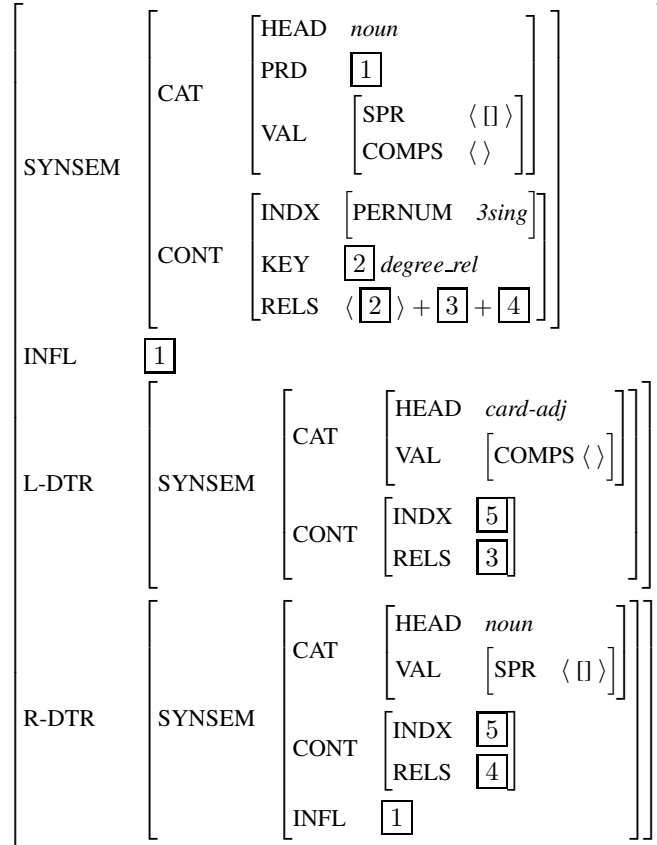 HEAD noun
PRD 1
CAT
VAL
SPR ⟨ [] ⟩
COMPS ⟨ ⟩
SYNSEM
INDX [PERNUM 3sing]
CONT
KEY 2 degree_rel
RELS ⟨ 2 ⟩ + 3 + 4
INFL 1
HEAD card-adj
CAT
VAL [COMPS ⟨ ⟩]
L-DTR SYNSEM
INDX 5
CONT
RELS 3
HEAD noun
CAT
VAL [SPR ⟨ [] ⟩]
R-DTR SYNSEM
INDX 5
CONT
RELS 4
INFL 1